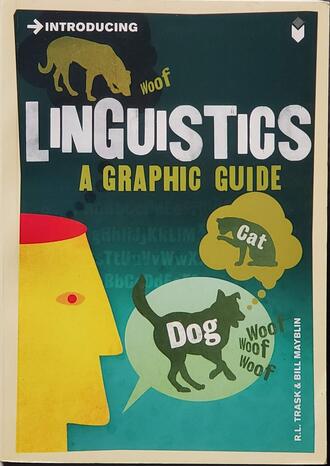 INTRODUCING
Woof
LINGUISTICS
A GRAPHIC GUIDE
Cat
Dog
Woof
Woof
Woof
R.L. TRASK & BILL MAYBLIN